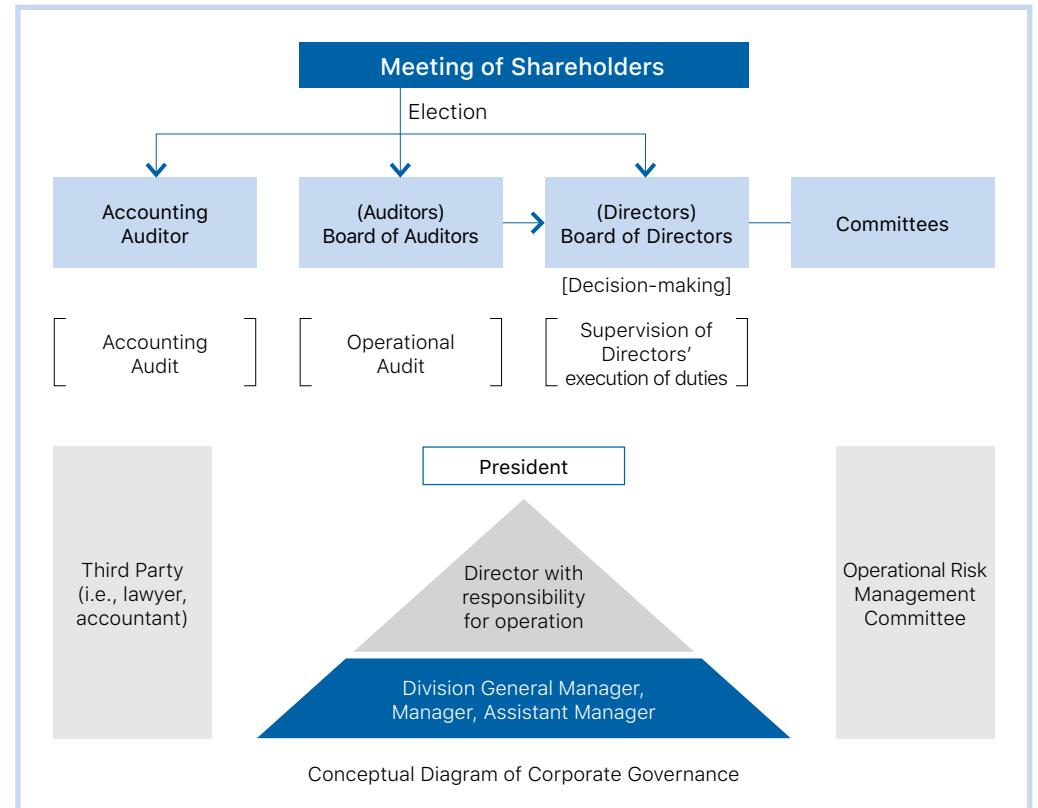 Meeting of Shareholders
Election
Accounting
Auditor
(Auditors)
Board of Auditors
(Directors)
Board of Directors
Committees
[Decision-making]
Accounting
Audit
Operational
Audit
Supervision of
Directors’
execution of duties
President
Third Party
(i.e., lawyer,
accountant)
Director with
responsibility
for operation
Operational Risk
Management
Committee
Division General Manager,
Manager, Assistant Manager
Conceptual Diagram of Corporate Governance